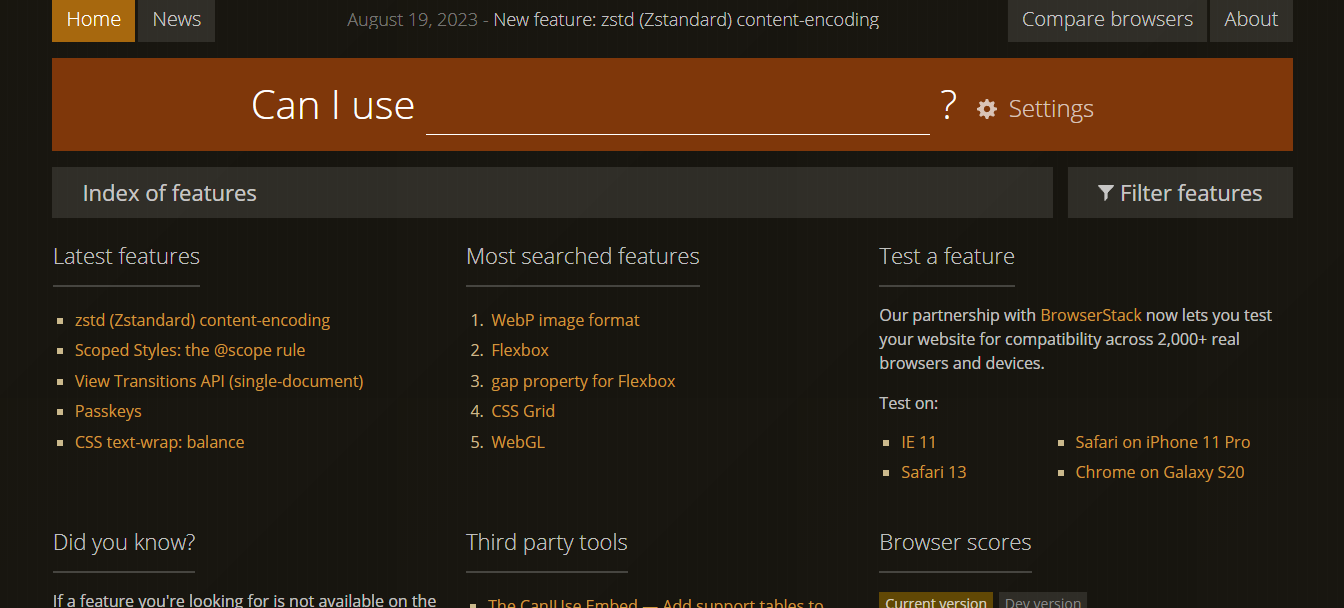 Home News August 19, 2023 - New feature: zstd (Zstandard) content-encoding Compare browsers About
Can I use ? Settings
Index of features Filter features
Latest features
zstd (Zstandard) content-encoding
Scoped Styles: the @scope rule
View Transitions API (single-document)
Passkeys
CSS text-wrap: balance
Most searched features
1. WebP image format
2. Flexbox
3. gap property for Flexbox
4. CSS Grid
5. WebGL
Test a feature
Our partnership with BrowserStack now lets you test
your website for compatibility across 2,000+ real
browsers and devices.
Test on:
IE 11
Safari 13
Safari on iPhone 11 Pro
Chrome on Galaxy S20
Did you know?
If a feature you're looking for is not available on the
Third party tools
The CanIUse Embed — Add support tables to
Browser scores
Current version Dev version